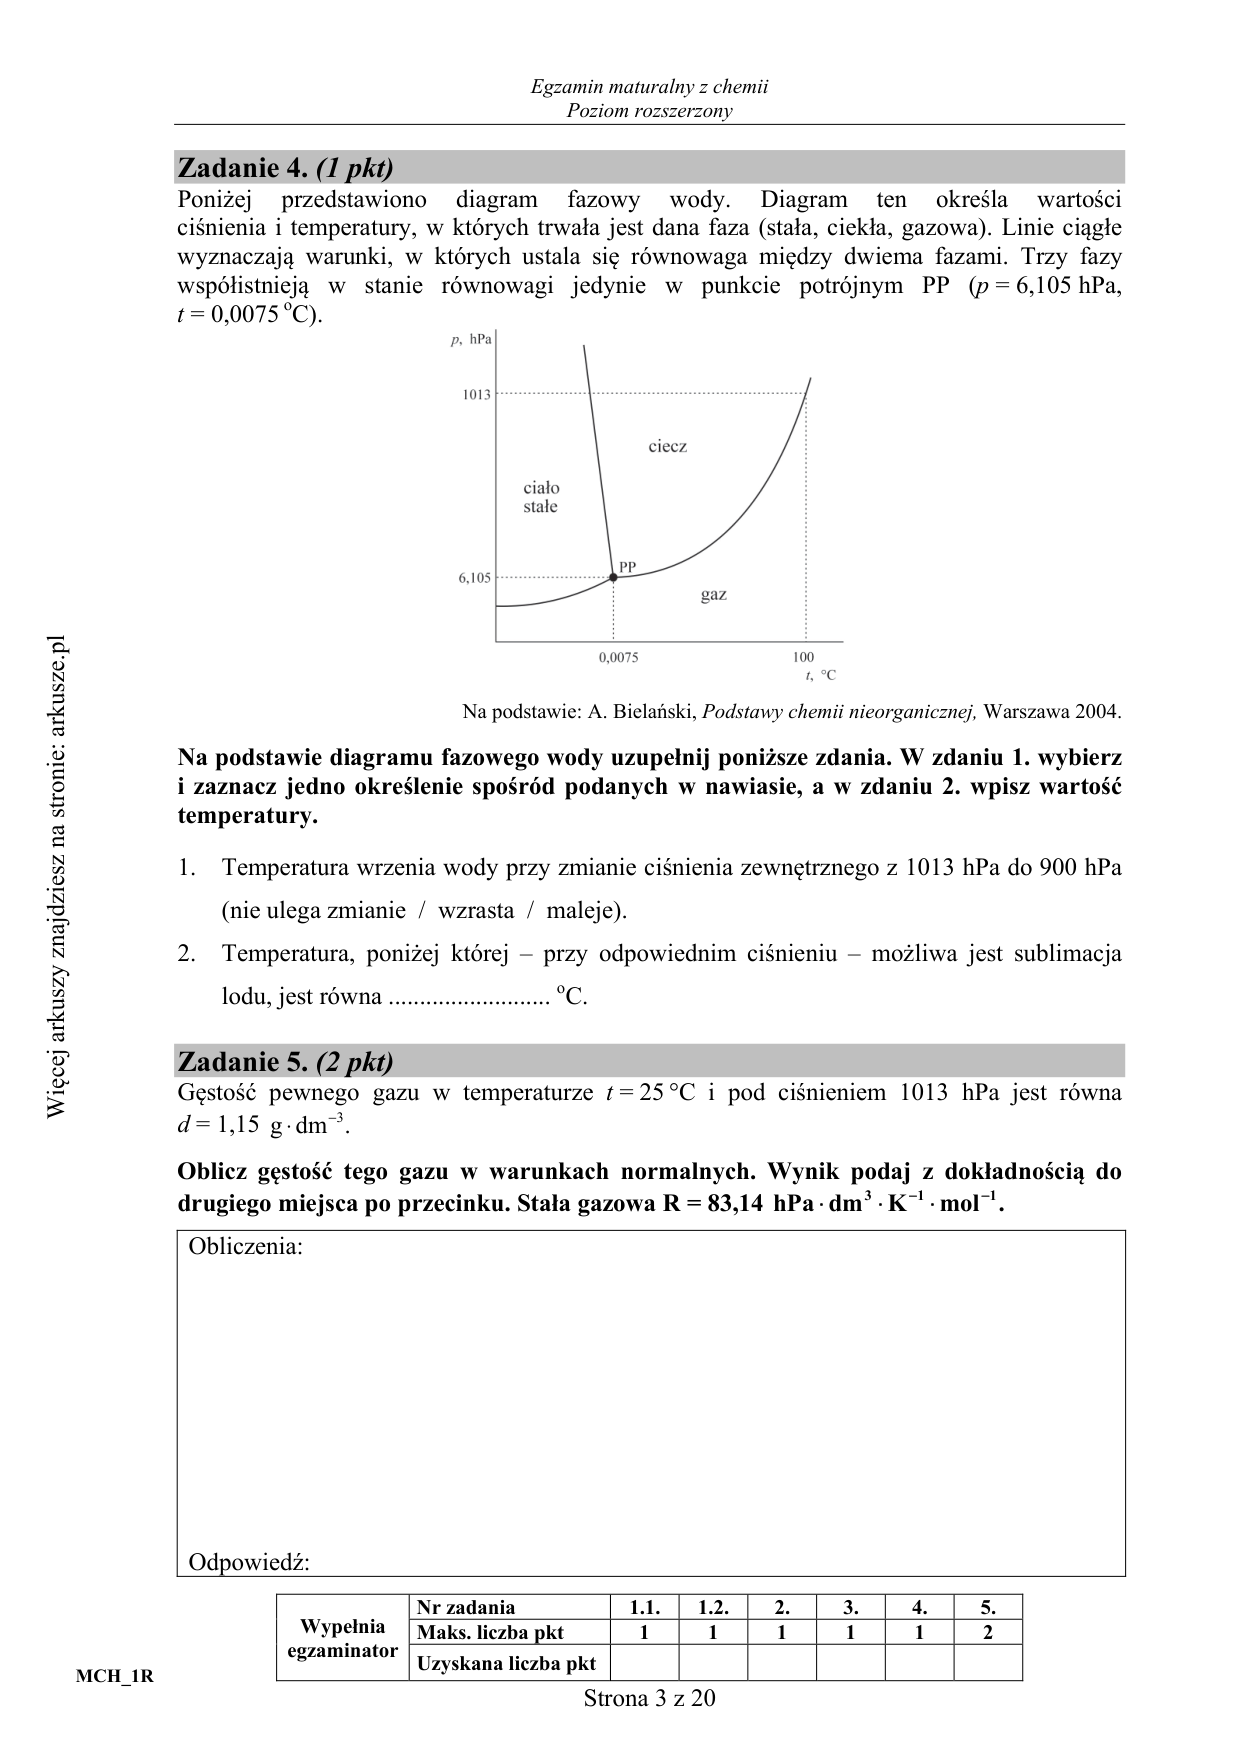 Egzamin maturalny z chemii
Poziom rozszerzony
Zadanie 4. (1 pkt)
Poniżej przedstawiono diagram fazowy wody. Diagram ten określa wartości
ciśnienia i temperatury, w których trwała jest dana faza (stała, ciekła, gazowa). Linie ciągłe
wyznaczają warunki, w których ustala się równowaga między dwiema fazami. Trzy fazy
współistnieją w stanie równowagi jedynie w punkcie potrójnym PP (p = 6,105 hPa,
t = 0,0075 °C).
p, hPa
1013
ciecz
ciało
stałe
PP
6,105
gaz
0,0075
100
t, °C
Na podstawie: A. Bielański, Podstawy chemii nieorganicznej, Warszawa 2004.
Na podstawie diagramu fazowego wody uzupełnij poniższe zdania. W zdaniu 1. wybierz
i zaznacz jedno określenie spośród podanych w nawiasie, a w zdaniu 2. wpisz wartość
temperatury.
1. Temperatura wrzenia wody przy zmianie ciśnienia zewnętrznego z 1013 hPa do 900 hPa
(nie ulega zmianie / wzrasta / maleje).
2. Temperatura, poniżej której – przy odpowiednim ciśnieniu – możliwa jest sublimacja
lodu, jest równa .......................... °C.
Zadanie 5. (2 pkt)
Gęstość pewnego gazu w temperaturze t = 25 °C i pod ciśnieniem 1013 hPa jest równa
d = 1,15 g · dm⁻³.
Oblicz gęstość tego gazu w warunkach normalnych. Wynik podaj z dokładnością do
drugiego miejsca po przecinku. Stała gazowa R = 83,14 hPa · dm³ · K⁻¹ · mol⁻¹.
Obliczenia:
Odpowiedź:
Wypełnia
egzaminator
Nr zadania 1.1. 1.2. 2. 3. 4. 5.
Maks. liczba pkt 1 1 1 1 1 2
Uzyskana liczba pkt
MCH_1R
Strona 3 z 20
Więcej arkuszy znajdziesz na stronie: arkusze.pl